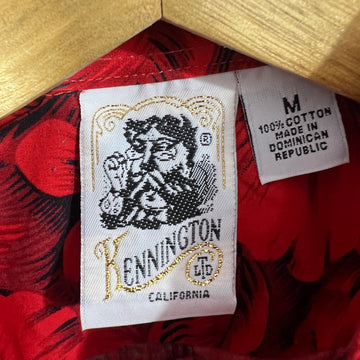 ®
KENNINGTON
LTD
CALIFORNIA
M
100% COTTON
MADE IN
DOMINICAN
REPUBLIC